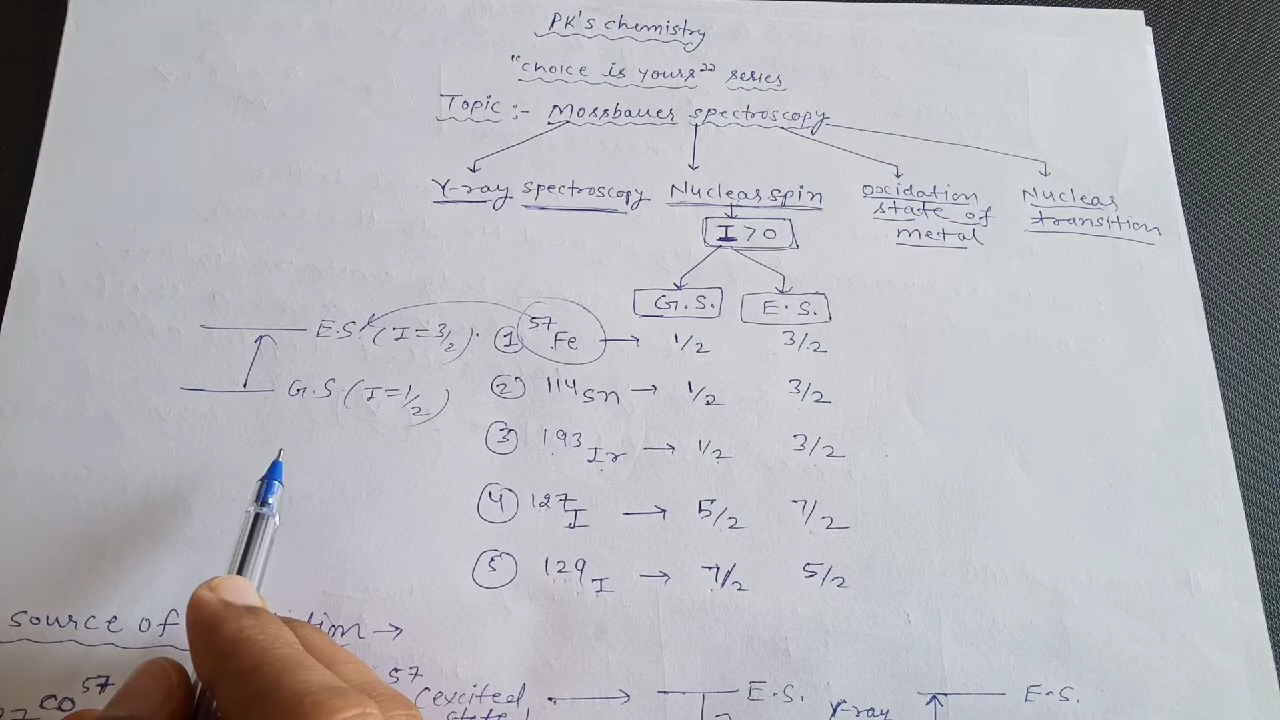 PK's chemistry
"choice is yours" series
Topic :- Mossbauer spectroscopy
γ-ray spectroscopy Nuclear spin oxidation state of metal Nuclear transition
I > 0
G.S. E.S.
E.S. (I=3/2) ① ⁵⁷Fe → 1/2 3/2
G.S (I=1/2) ② 114Sn → 1/2 3/2
③ 193Ir → 1/2 3/2
④ 127I → 5/2 7/2
⑤ 129I → 7/2 5/2
source of →
Co⁵⁷ 57 (excited state) → E.S. γ-ray E.S.